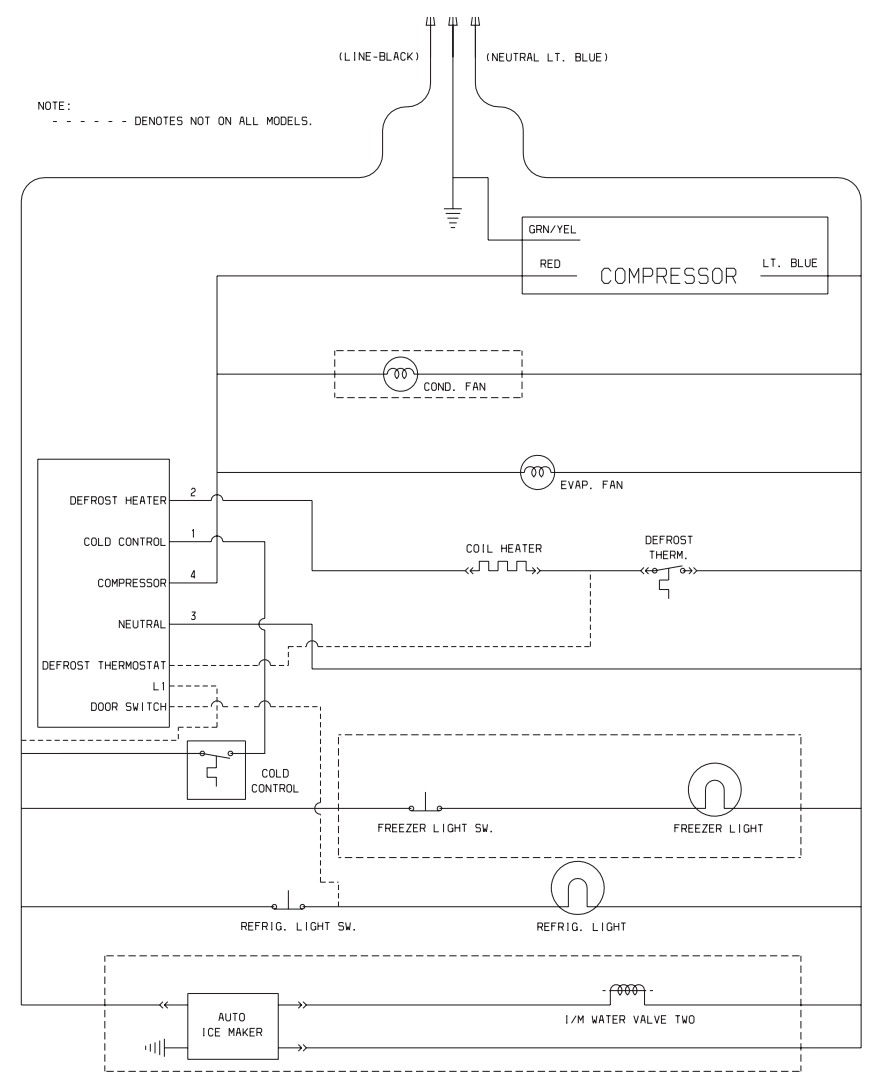 (LINE-BLACK)
(NEUTRAL LT. BLUE)
NOTE:
- - - - - - DENOTES NOT ON ALL MODELS.
GRN/YEL
RED
COMPRESSOR
LT. BLUE
COND. FAN
EVAP. FAN
DEFROST HEATER
2
COLD CONTROL
1
COIL HEATER
DEFROST
THERM.
COMPRESSOR
4
NEUTRAL
3
DEFROST THERMOSTAT
L1
DOOR SWITCH
COLD
CONTROL
FREEZER LIGHT SW.
FREEZER LIGHT
REFRIG. LIGHT SW.
REFRIG. LIGHT
AUTO
ICE MAKER
I/M WATER VALVE TWO